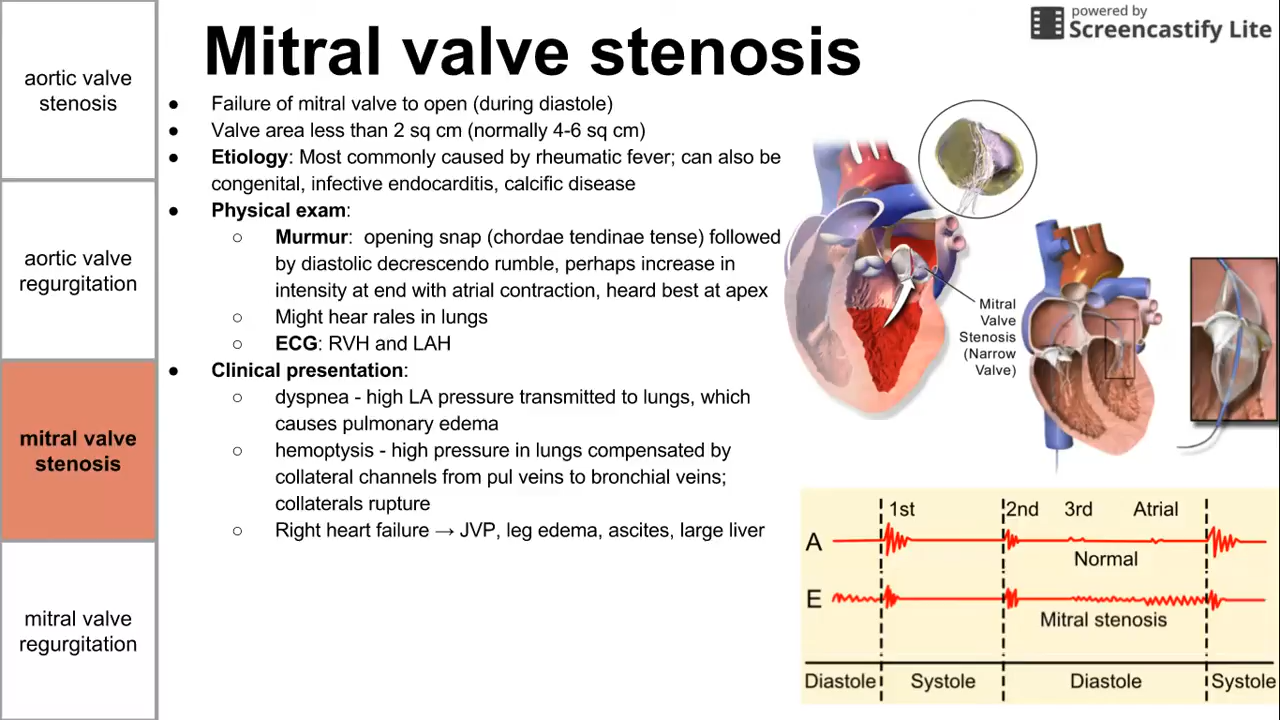 powered by
Screencastify Lite
Mitral valve stenosis
aortic valve
stenosis
aortic valve
regurgitation
mitral valve
stenosis
mitral valve
regurgitation
● Failure of mitral valve to open (during diastole)
● Valve area less than 2 sq cm (normally 4-6 sq cm)
● Etiology: Most commonly caused by rheumatic fever; can also be
congenital, infective endocarditis, calcific disease
● Physical exam:
○ Murmur: opening snap (chordae tendinae tense) followed
by diastolic decrescendo rumble, perhaps increase in
intensity at end with atrial contraction, heard best at apex
○ Might hear rales in lungs
○ ECG: RVH and LAH
● Clinical presentation:
○ dyspnea - high LA pressure transmitted to lungs, which
causes pulmonary edema
○ hemoptysis - high pressure in lungs compensated by
collateral channels from pul veins to bronchial veins;
collaterals rupture
○ Right heart failure → JVP, leg edema, ascites, large liver
Mitral
Valve
Stenosis
(Narrow
Valve)
1st 2nd 3rd Atrial
A
Normal
E
Mitral stenosis
Diastole Systole Diastole Systole